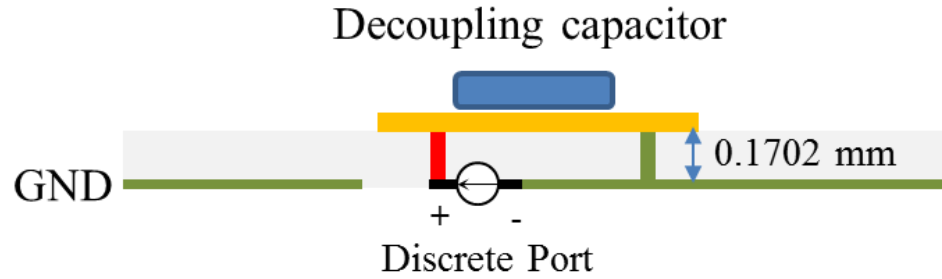 Decoupling capacitor
0.1702 mm
GND
+ -
Discrete Port